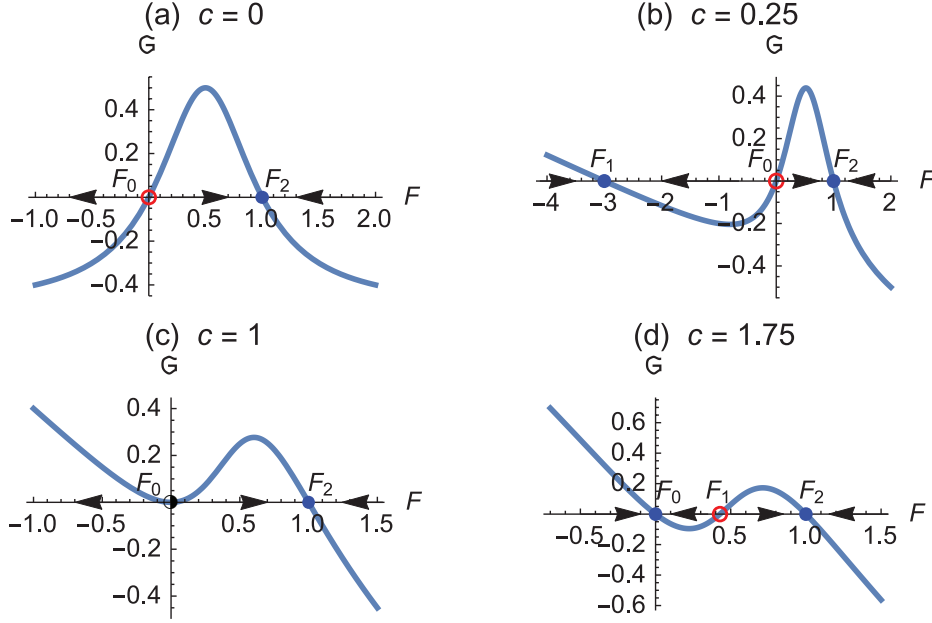 (a) c = 0
G
0.4
0.2
F₀ F₂
F
−1.0 −0.5 0.5 1.0 1.5 2.0
−0.2
−0.4
(b) c = 0.25
G
0.4
0.2
F₁ F₀ F₂
F
−4 −3 −2 −1 1 2
−0.2
−0.4
(c) c = 1
G
0.4
0.2
F₀ F₂
F
−1.0 −0.5 0.5 1.0 1.5
−0.2
−0.4
(d) c = 1.75
G
0.6
0.4
0.2
F₀ F₁ F₂
F
−0.5 0.5 1.0 1.5
−0.2
−0.4
−0.6